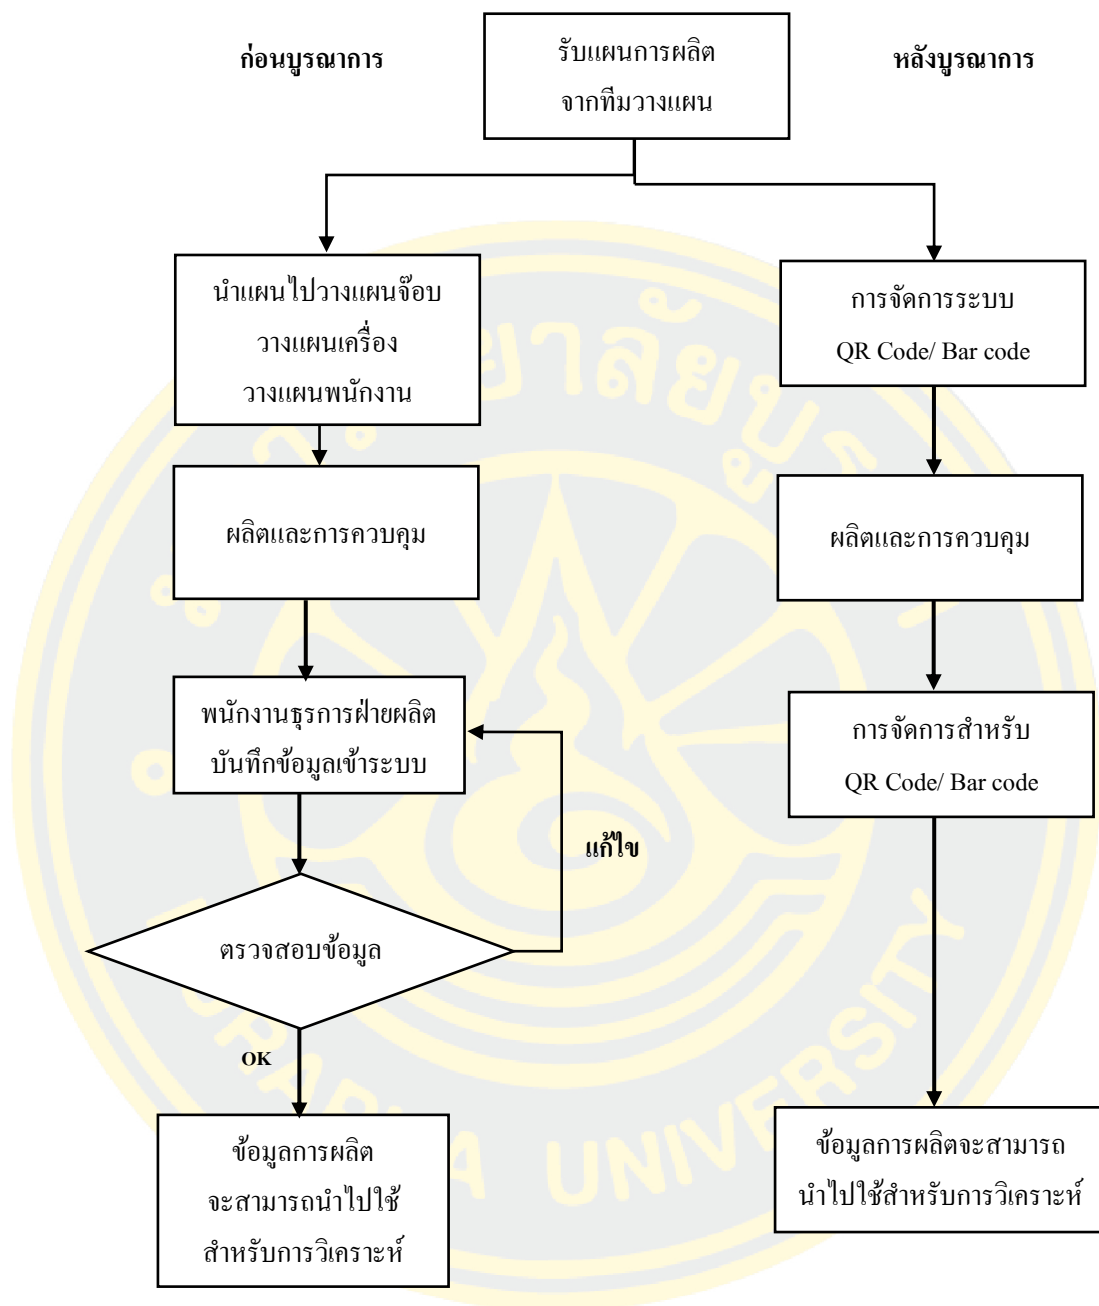 ก่อนบูรณาการ
รับแผนการผลิต
จากทีมวางแผน
หลังบูรณาการ
นำแผนไปวางแผนจ๊อบ
วางแผนเครื่อง
วางแผนพนักงาน
ผลิตและการควบคุม
พนักงานธุรการฝ่ายผลิต
บันทึกข้อมูลเข้าระบบ
แก้ไข
ตรวจสอบข้อมูล
OK
ข้อมูลการผลิต
จะสามารถนำไปใช้
สำหรับการวิเคราะห์
การจัดการระบบ
QR Code/ Bar code
ผลิตและการควบคุม
การจัดการสำหรับ
QR Code/ Bar code
ข้อมูลการผลิตจะสามารถ
นำไปใช้สำหรับการวิเคราะห์
UNIVERSITY